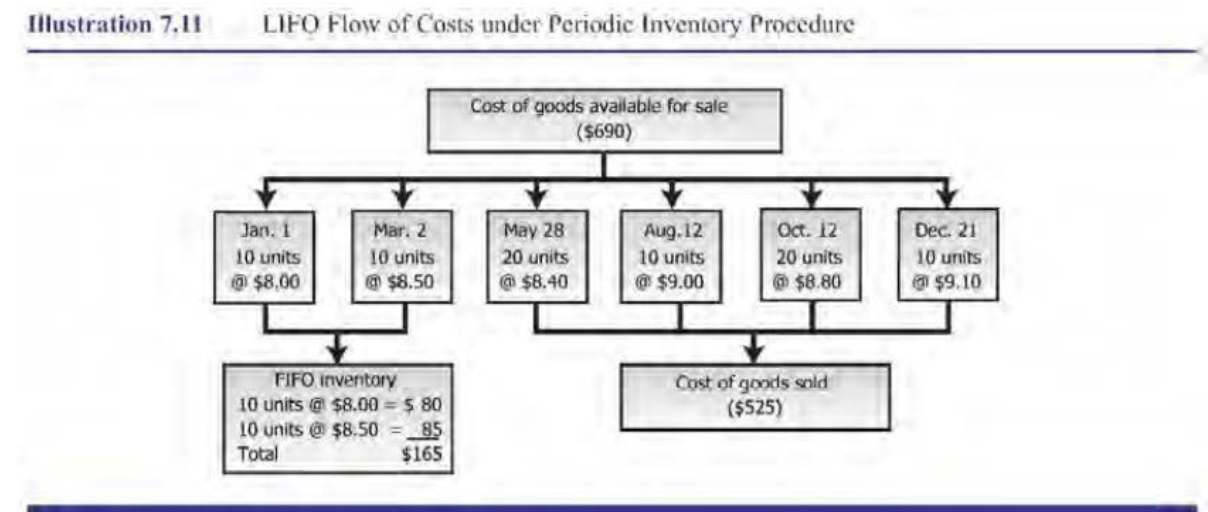 Illustration 7.11 LIFO Flow of Costs under Periodic Inventory Procedure
Cost of goods available for sale
($690)
Jan. 1
10 units
@ $8.00
Mar. 2
10 units
@ $8.50
May 28
20 units
@ $8.40
Aug.12
10 units
@ $9.00
Oct. 12
20 units
@ $8.80
Dec. 21
10 units
@ $9.10
FIFO inventory
10 units @ $8.00 = $ 80
10 units @ $8.50 = 85
Total $165
Cost of goods sold
($525)